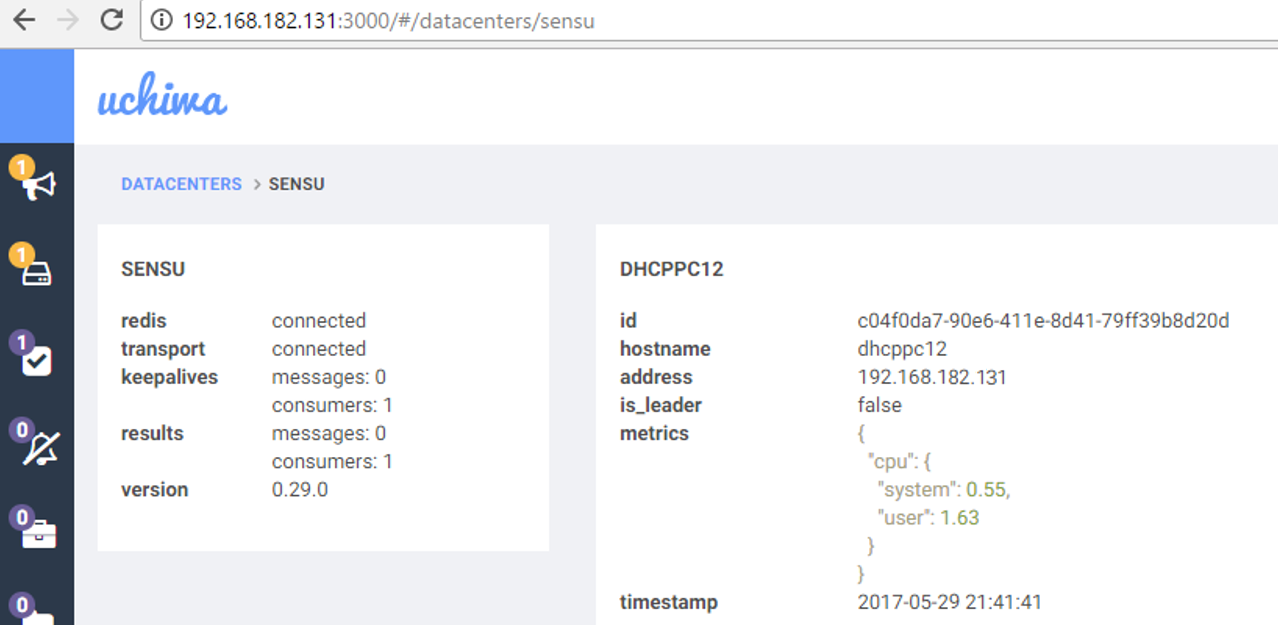 192.168.182.131:3000/#/datacenters/sensu
uchiwa
1
1
1
0
0
0
DATACENTERS > SENSU
SENSU
redis connected
transport connected
keepalives messages: 0
consumers: 1
results messages: 0
consumers: 1
version 0.29.0
DHCPPC12
id c04f0da7-90e6-411e-8d41-79ff39b8d20d
hostname dhcppc12
address 192.168.182.131
is_leader false
metrics {
"cpu": {
"system": 0.55,
"user": 1.63
}
}
timestamp 2017-05-29 21:41:41